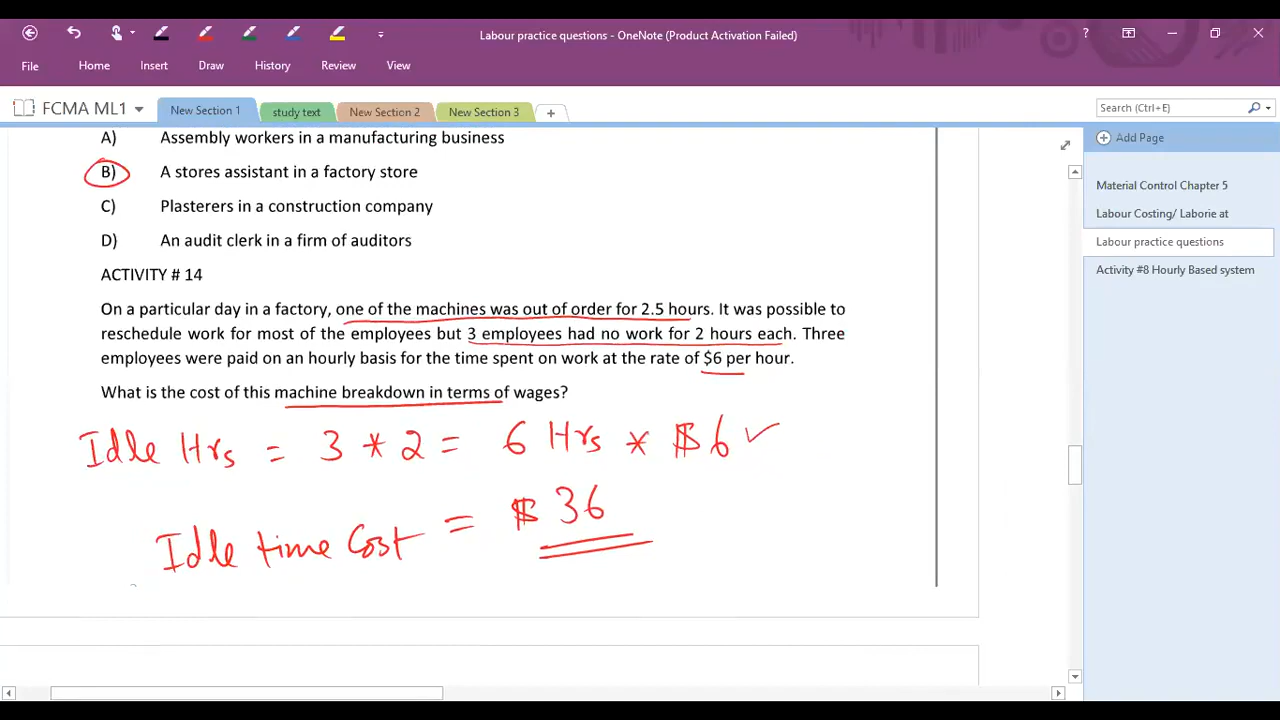 Labour practice questions - OneNote (Product Activation Failed)
?
File Home Insert Draw History Review View
FCMA ML1 New Section 1 study text New Section 2 New Section 3 +
Search (Ctrl+E)
Add Page
Material Control Chapter 5
Labour Costing/ Laborie at
Labour practice questions
Activity #8 Hourly Based system
A) Assembly workers in a manufacturing business
B) A stores assistant in a factory store
C) Plasterers in a construction company
D) An audit clerk in a firm of auditors
ACTIVITY # 14
On a particular day in a factory, one of the machines was out of order for 2.5 hours. It was possible to
reschedule work for most of the employees but 3 employees had no work for 2 hours each. Three
employees were paid on an hourly basis for the time spent on work at the rate of $6 per hour.
What is the cost of this machine breakdown in terms of wages?
Idle Hrs = 3 * 2 = 6 Hrs * $6 ✓
Idle time Cost = $ 36